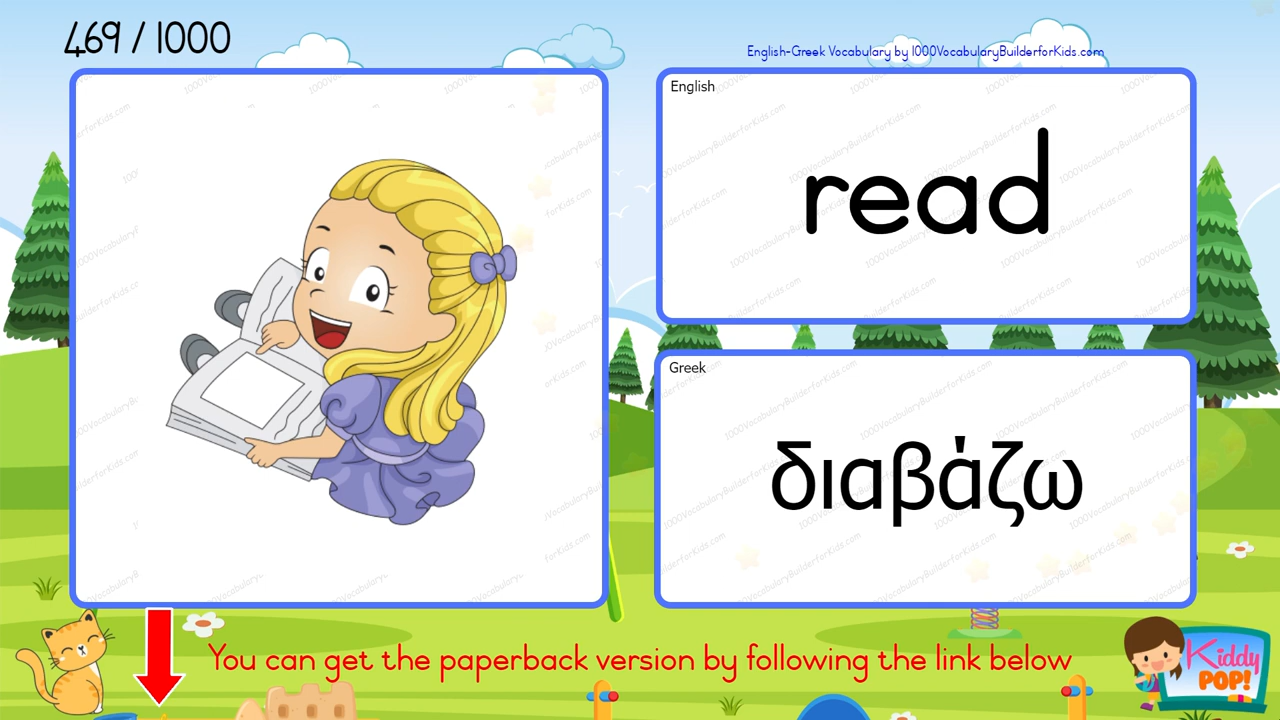 469 / 1000
English-Greek Vocabulary by 1000VocabularyBuilderforKids.com
English
read
Greek
διαβάζω
You can get the paperback version by following the link below
Kiddy
POP!